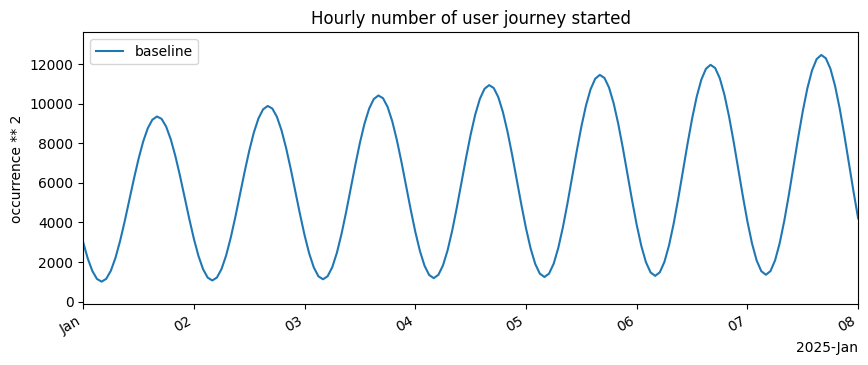 Hourly number of user journey started
baseline
occurrence ** 2
12000
10000
8000
6000
4000
2000
0
Jan 02 03 04 05 06 07 08
2025-Jan